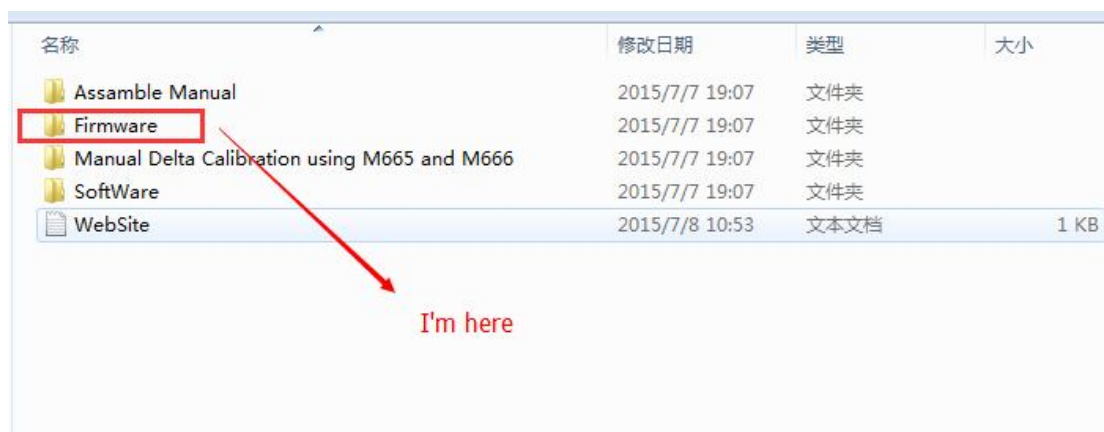 名称 修改日期 类型 大小
Assamble Manual 2015/7/7 19:07 文件夹
Firmware 2015/7/7 19:07 文件夹
Manual Delta Calibration using M665 and M666 2015/7/7 19:07 文件夹
SoftWare 2015/7/7 19:07 文件夹
WebSite 2015/7/8 10:53 文本文档 1 KB
I'm here